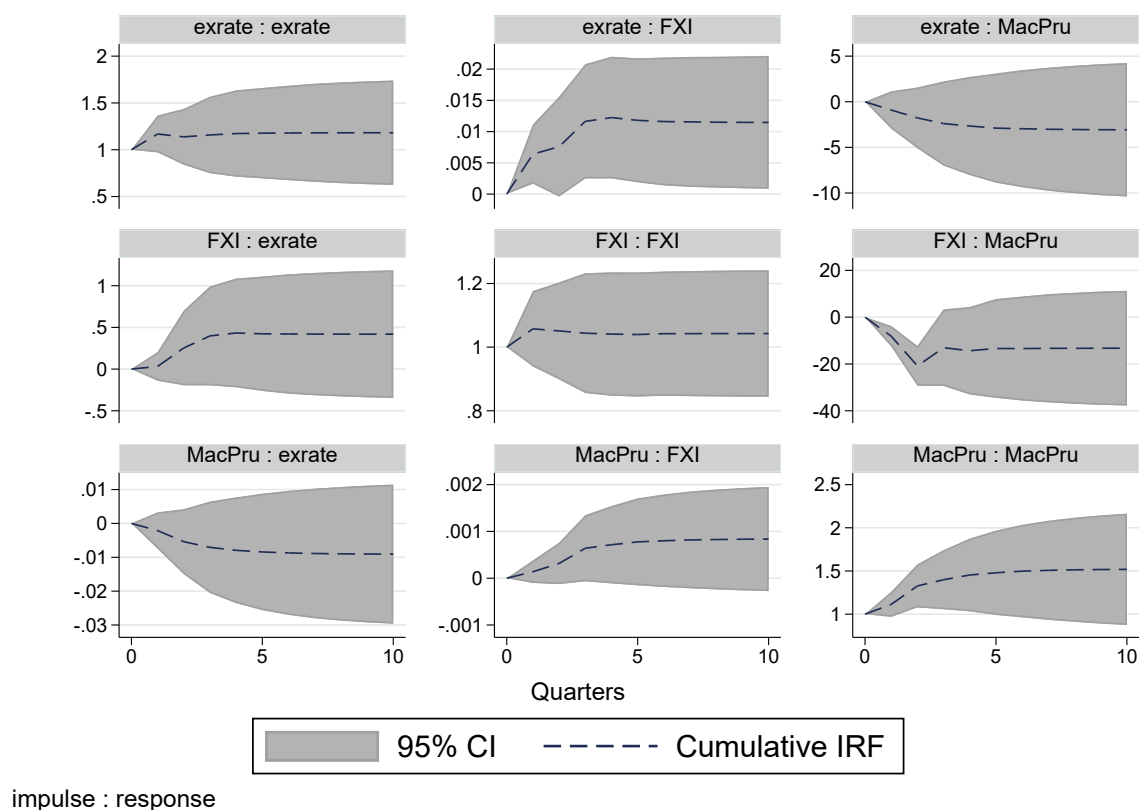 exrate : exrate
exrate : FXI
exrate : MacPru
2
1.5
1
.5
.02
.015
.01
.005
0
5
0
-5
-10
FXI : exrate
FXI : FXI
FXI : MacPru
1
.5
0
-.5
1.2
1
.8
20
0
-20
-40
MacPru : exrate
MacPru : FXI
MacPru : MacPru
.01
0
-.01
-.02
-.03
.002
.001
0
-.001
2.5
2
1.5
1
0 5 10
0 5 10
0 5 10
Quarters
95% CI Cumulative IRF
impulse : response